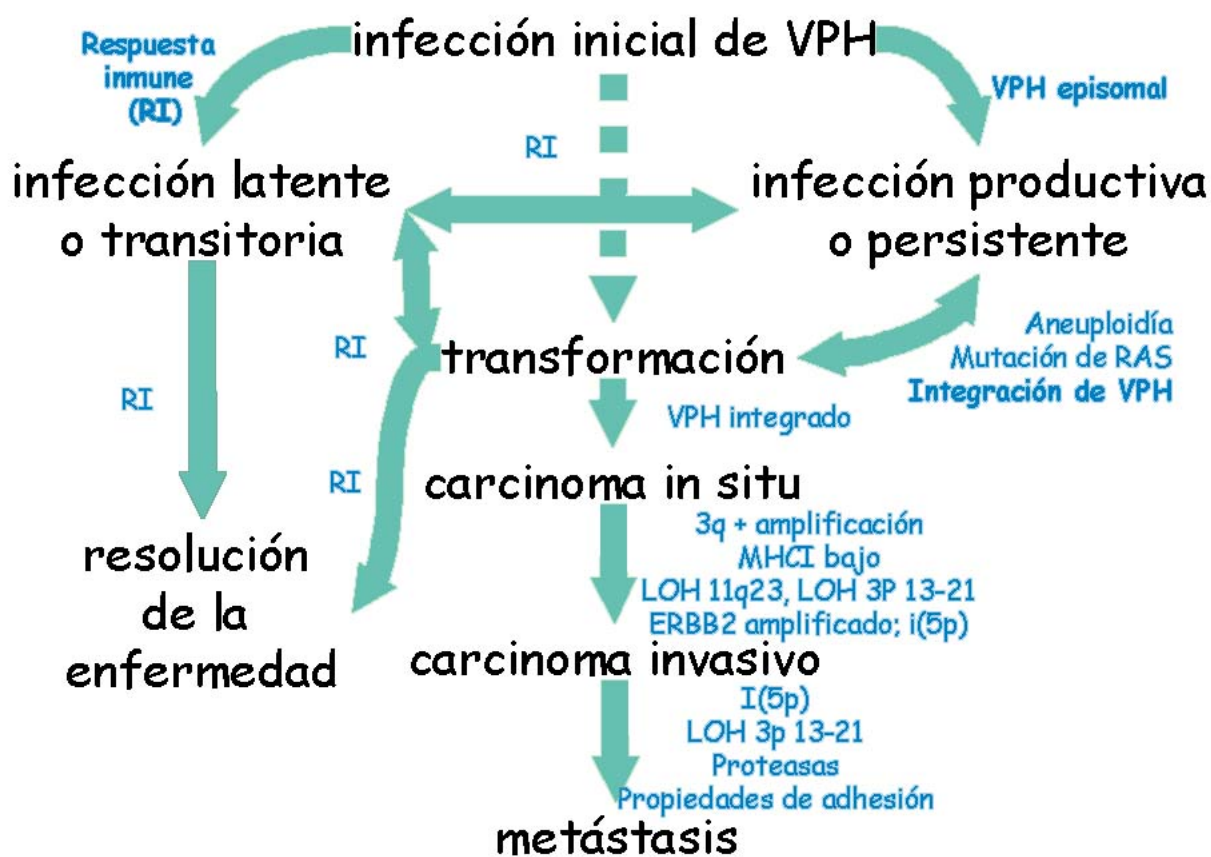 infección inicial de VPH
Respuesta
inmune
(RI)
VPH episomal
RI
infección latente
o transitoria
infección productiva
o persistente
Aneuploidía
Mutación de RAS
Integración de VPH
RI
transformación
RI
VPH integrado
RI
carcinoma in situ
3q + amplificación
MHCI bajo
LOH 11q23, LOH 3P 13-21
ERBB2 amplificado; i(5p)
resolución
de la
enfermedad
carcinoma invasivo
I(5p)
LOH 3p 13-21
Proteasas
Propiedades de adhesión
metástasis